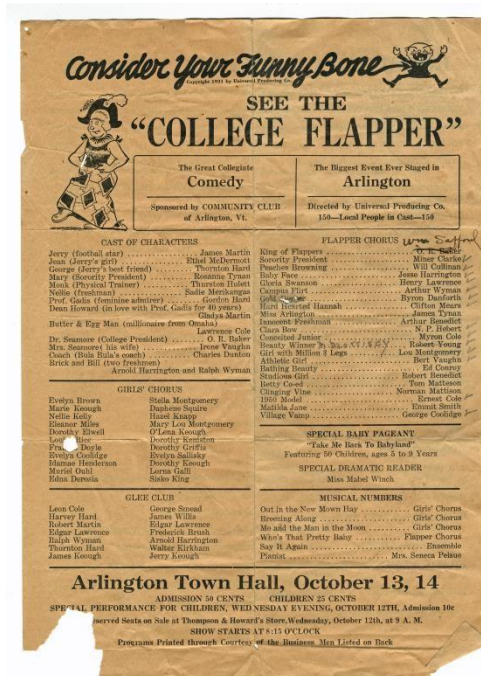 Consider Your Funny Bone
Copyright 1931 by Universal Producing Co.
SEE THE
"COLLEGE FLAPPER"
The Great Collegiate
Comedy
Sponsored by COMMUNITY CLUB
of Arlington, Vt.
The Biggest Event Ever Staged in
Arlington
Directed by Universal Producing Co.
150—Local People in Cast—150
CAST OF CHARACTERS
Jerry (football star) James Martin
Jean (Jerry's girl) Ethel McDermott
George (Jerry's best friend) Thornton Hard
Mary (Sorority President) Roseanne Tynan
Monk (Physical Trainer) Thurston Hulett
Nellie (freshman) Sadie Merikangas
Prof. Gadis (feminine admirer) Gordon Hard
Dean Howard (in love with Prof. Gadis for 40 years)
Gladys Martin
Butter & Egg Man (millionaire from Omaha)
Lawrence Cole
Dr. Seamore (College President) O. R. Baker
Mrs. Seamore (his wife) Irene Vaughn
Coach (Bula Bula's coach) Charles Dunton
Brick and Bill (two freshmen)
Arnold Harrington and Ralph Wyman
GIRLS' CHORUS
Evelyn Brown Stella Montgomery
Marie Keough Daphene Squire
Nellie Kelly Hazel Knapp
Eleanor Miles Mary Lou Montgomery
Dorothy Elwell O'Lena Keough
Dorothy Keniston
Doyle Dorothy Griffis
Evelyn Coolidge Evelyn Sallisky
Idamae Henderson Dorothy Keough
Muriel Ouhl Lorna Galli
Edna Derosia Sisko King
GLEE CLUB
Leon Cole George Smead
Harvey Hard James Willis
Robert Martin Edgar Lawrence
Edgar Lawrence Frederick Brush
Ralph Wyman Arnold Harrington
Thornton Hard Walter Kirkham
James Keough Jerry Keough
FLAPPER CHORUS Wm Safford
King of Flappers O. R. Baker
Sorority President Miner Clarke
Peaches Browning Will Cullinan
Baby Face Jesse Harrington
Gloria Swanson Henry Lawrence
Campus Flirt Arthur Wyman
Gold Byron Danforth
Hard Hearted Hannah Clifton Mears
Miss Arlington James Tynan
Innocent Freshman Arthur Benedict
Clara Bow N. P. Hebert
Conceited Junior Myron Cole
Beauty Winner Robert Young
Girl with Million $ Legs Lou Montgomery
Athletic Girl Bert Vaughn
Bathing Beauty Ed Conroy
Studious Girl Robert Benedict
Betty Co-ed Tom Matteson
Clinging Vine Norman Mattison
1950 Model Ernest Cole
Matilda Jane Emmit Smith
Village Vamp George Coolidge
SPECIAL BABY PAGEANT
"Take Me Back To Babyland"
Featuring 50 Children, ages 5 to 9 Years
SPECIAL DRAMATIC READER
Miss Mabel Winch
MUSICAL NUMBERS
Out in the New Mown Hay Girls' Chorus
Breezing Along Girls' Chorus
Me and the Man in the Moon Girls' Chorus
Who's That Pretty Baby Flapper Chorus
Say It Again Ensemble
Pianist Mrs. Seneca Pelsue
Arlington Town Hall, October 13, 14
ADMISSION 50 CENTS CHILDREN 25 CENTS
SPECIAL PERFORMANCE FOR CHILDREN, WEDNESDAY EVENING, OCTOBER 12TH, Admission 10c
served Seats on Sale at Thompson & Howard's Store, Wednesday, October 12th, at 9 A. M.
SHOW STARTS AT 8:15 O'CLOCK
Programs Printed through Courtesy of the Business Men Listed on Back